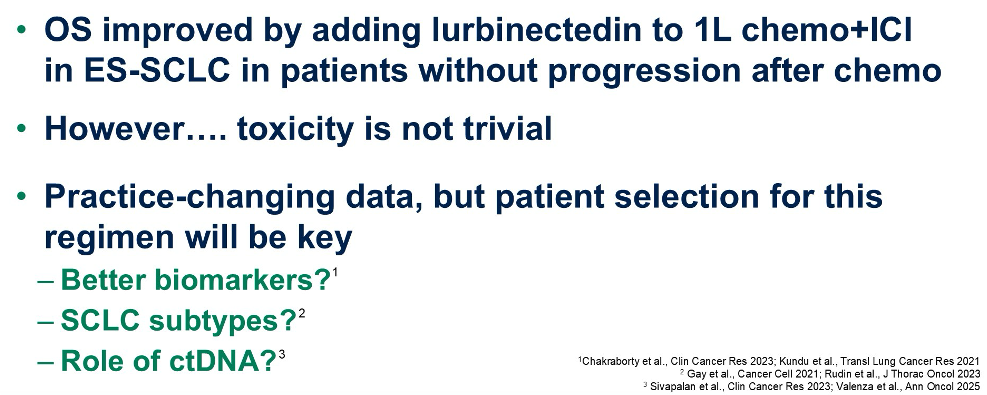 • OS improved by adding lurbinectedin to 1L chemo+ICI
in ES-SCLC in patients without progression after chemo
• However…. toxicity is not trivial
• Practice-changing data, but patient selection for this
regimen will be key
– Better biomarkers?¹
– SCLC subtypes?²
– Role of ctDNA?³
¹Chakraborty et al., Clin Cancer Res 2023; Kundu et al., Transl Lung Cancer Res 2021
² Gay et al., Cancer Cell 2021; Rudin et al., J Thorac Oncol 2023
³ Sivapalan et al., Clin Cancer Res 2023; Valenza et al., Ann Oncol 2025